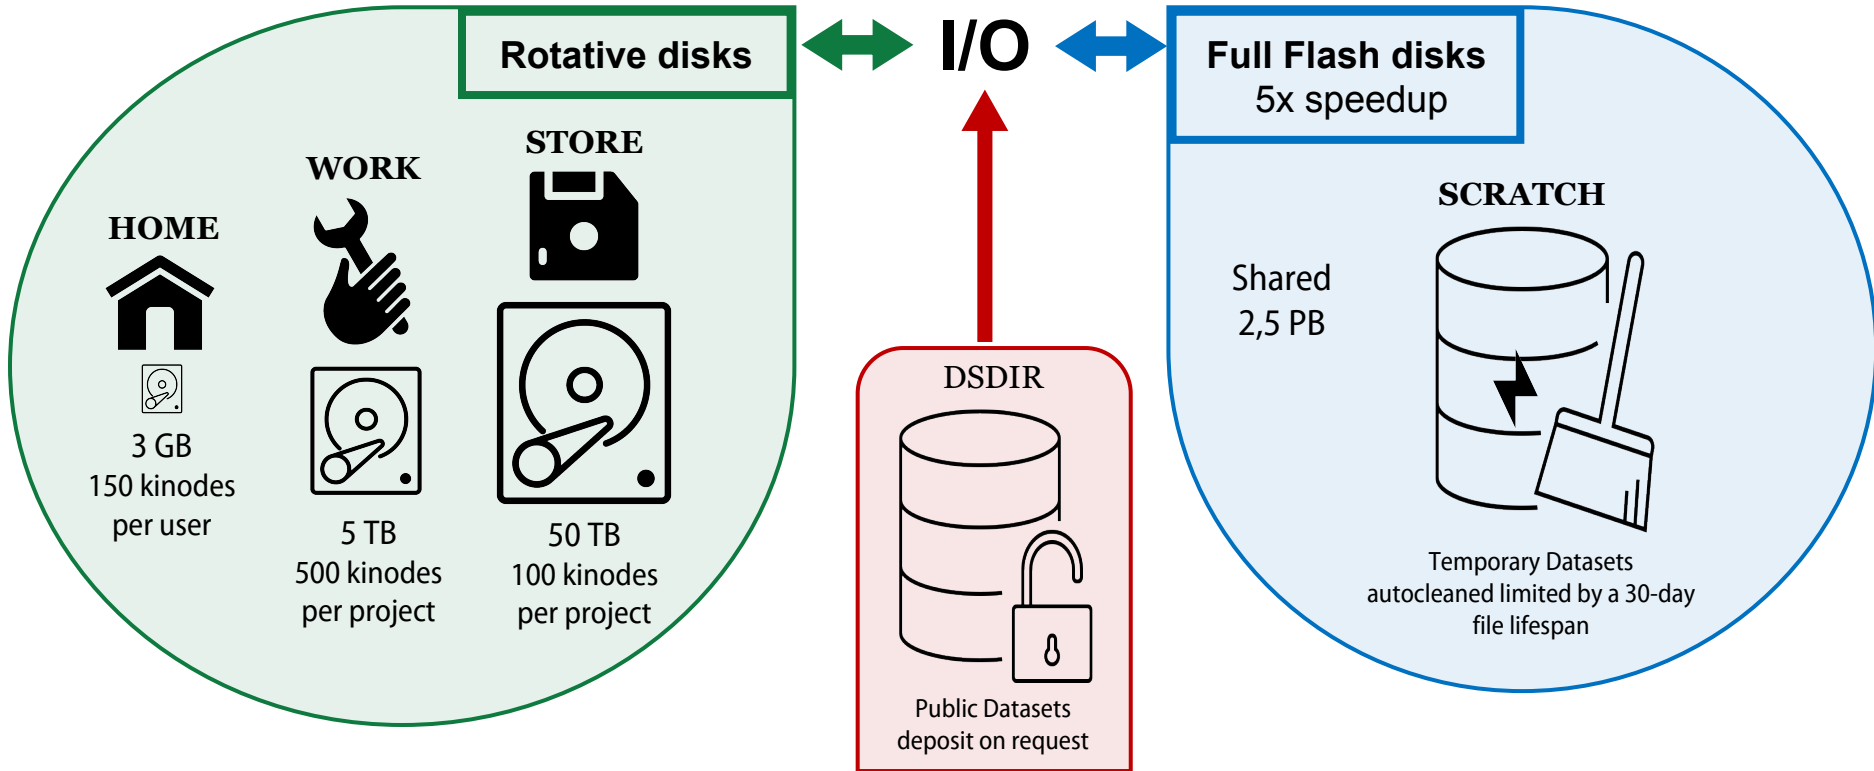 Rotative disks
I/O
Full Flash disks
5x speedup
HOME
3 GB
150 kinodes
per user
WORK
5 TB
500 kinodes
per project
STORE
50 TB
100 kinodes
per project
DSDIR
Public Datasets
deposit on request
SCRATCH
Shared
2,5 PB
Temporary Datasets
autocleaned limited by a 30-day
file lifespan